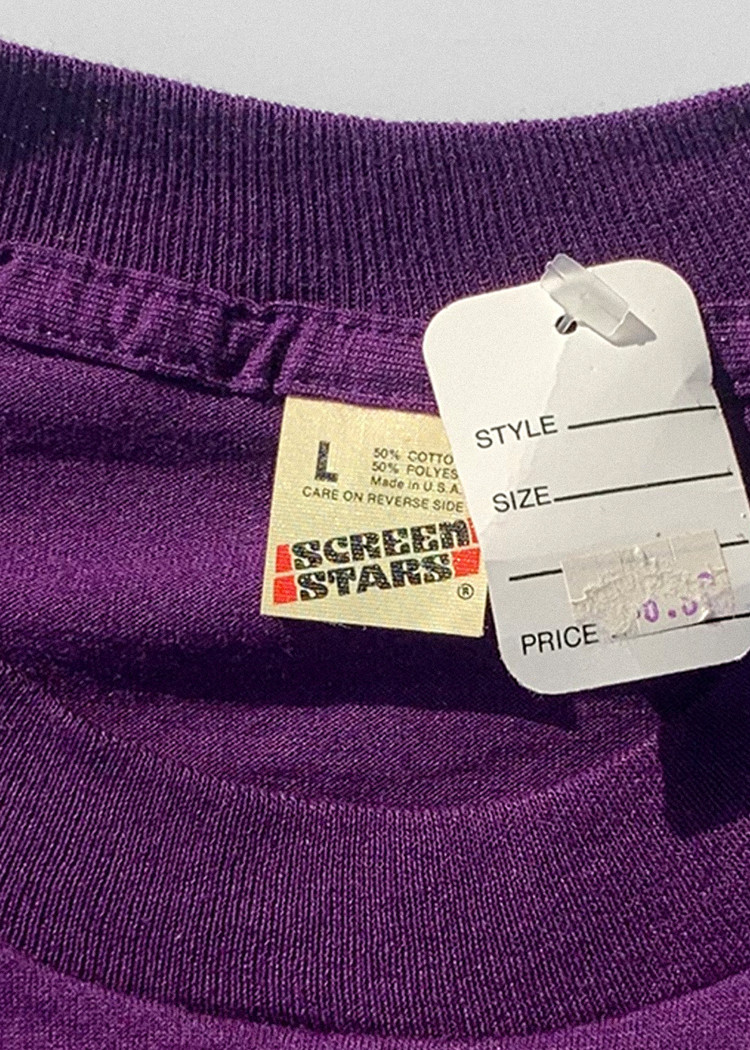 L
50% COTTO
50% POLYES
Made in U.S.A.
CARE ON REVERSE SIDE
SCREEN
STARS
®
STYLE
SIZE
PRICE